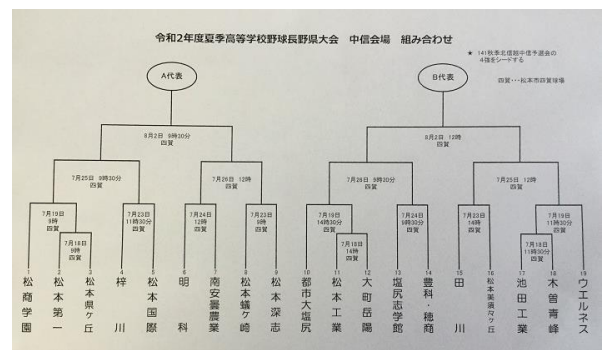 令和2年度夏季高等学校野球長野県大会 中信会場 組み合わせ
4強をシードする
四賀・・・松本市四賀球場
A代表
B代表
8月2日 9時30分
四賀
8月2日 12時
四賀
7月25日 9時30分
四賀
7月26日 12時
四賀
7月26日 9時30分
四賀
7月25日 12時
四賀
7月19日
9時
四賀
7月23日
11時30分
四賀
7月24日
12時
四賀
7月23日
9時
四賀
7月19日
14時30分
四賀
7月24日
9時30分
四賀
7月23日
14時
四賀
7月19日
11時30分
四賀
7月18日
9時
四賀
7月18日
14時
四賀
7月18日
11時30分
四賀
1 松商学園
2 松本第一
3 松本県ヶ丘
4 梓川
5 松本国際
6 明科
7 南安曇農業
8 松本蟻ヶ崎
9 松本深志
10 都市大塩尻
11 松本工業
12 大町岳陽
13 塩尻志学館
14 豊科・穂商
15 田川
16 松本美須々ヶ丘
17 池田工業
18 木曽青峰
19 ウエルネス